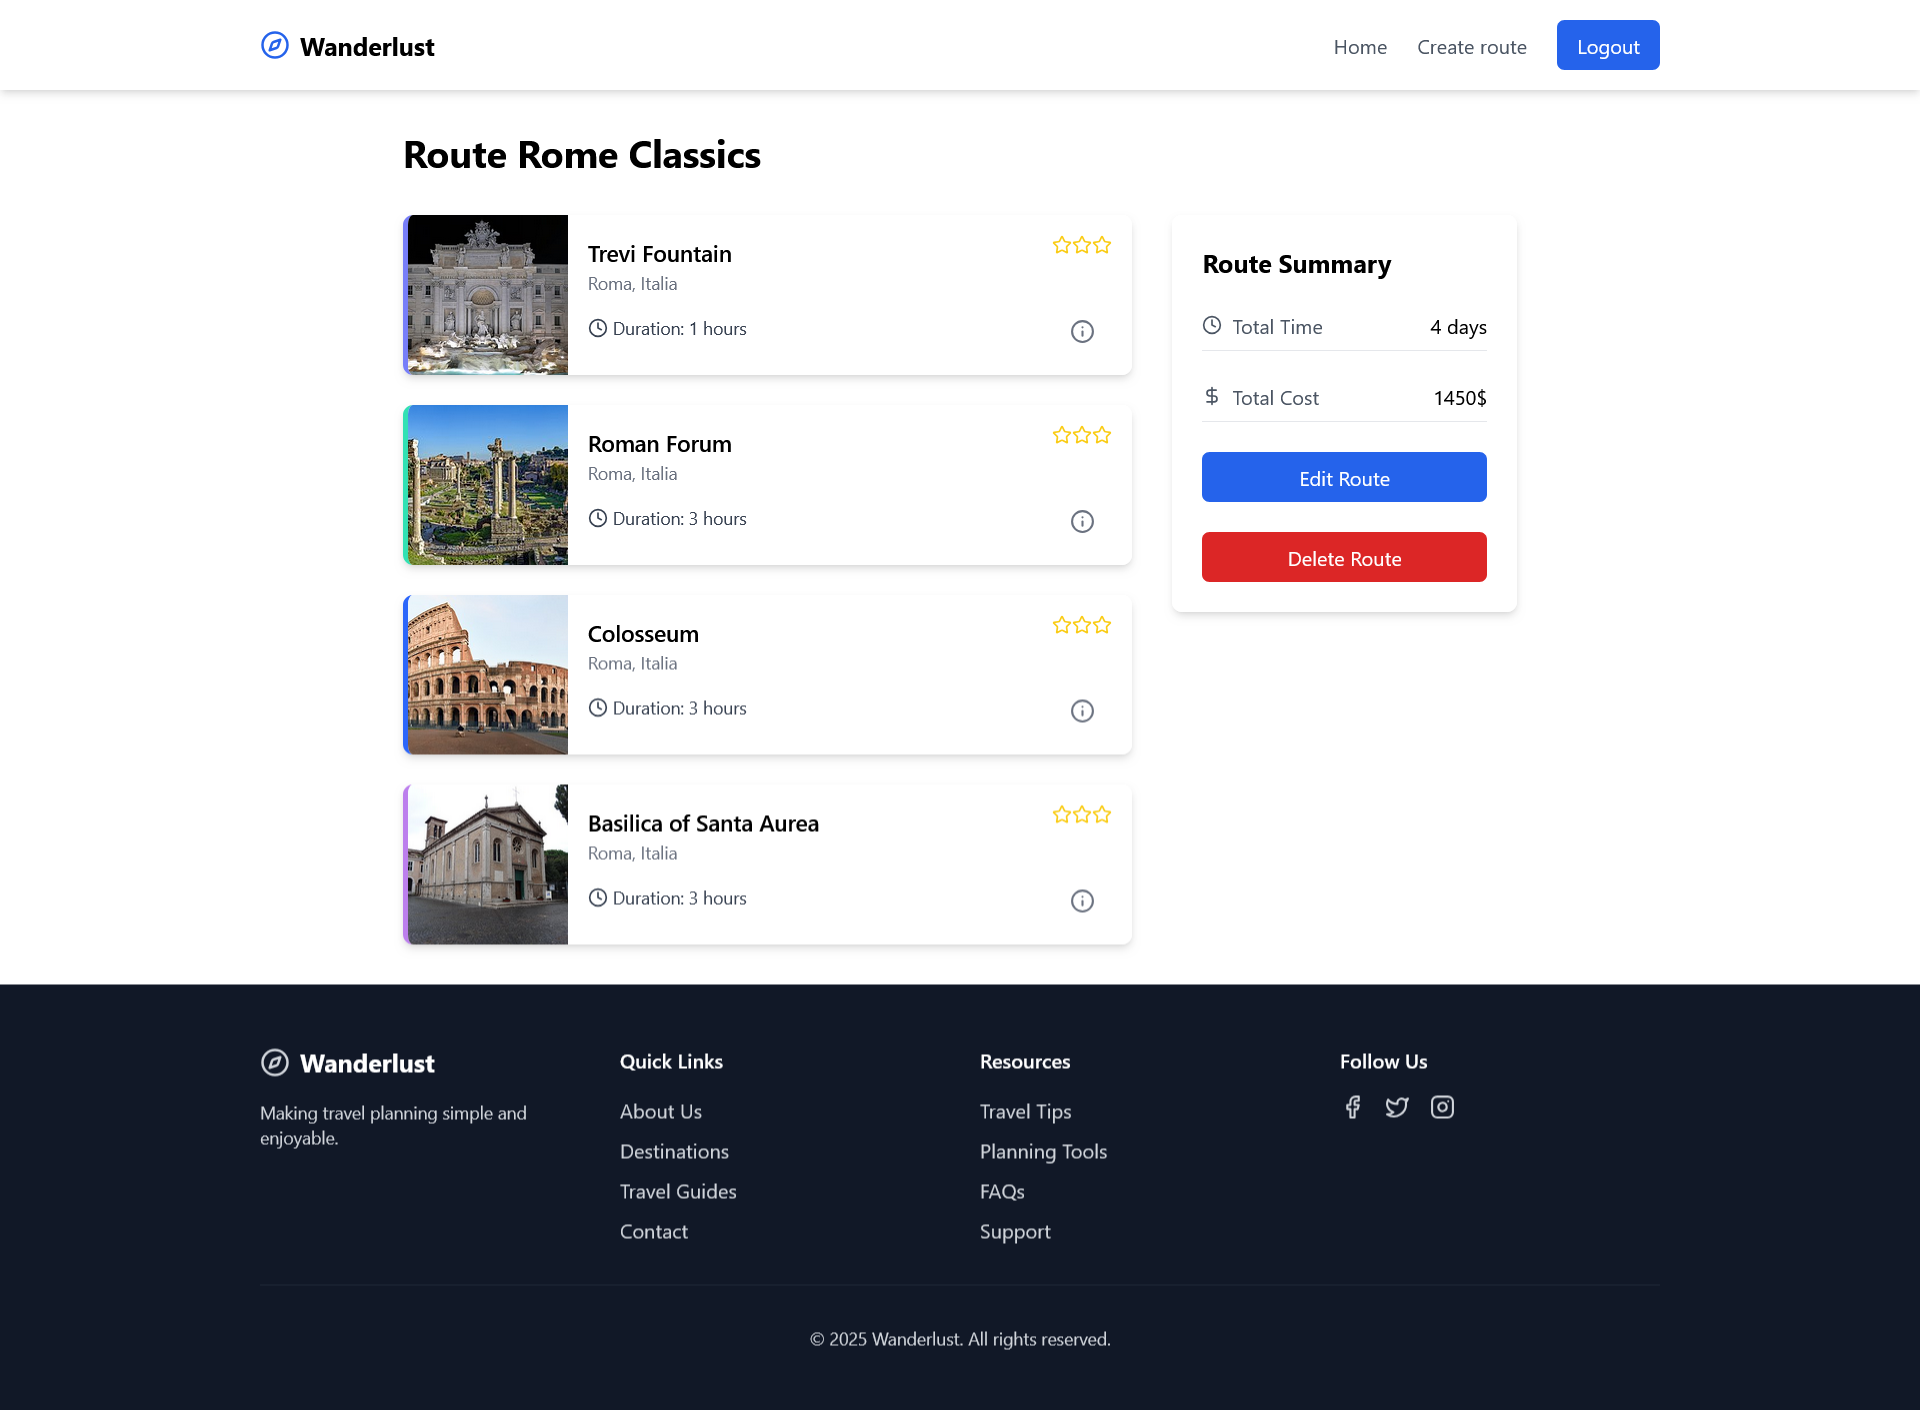 Wanderlust
Home
Create route
Logout
Route Rome Classics
Trevi Fountain
Roma, Italia
Duration: 1 hours
Roman Forum
Roma, Italia
Duration: 3 hours
Colosseum
Roma, Italia
Duration: 3 hours
Basilica of Santa Aurea
Roma, Italia
Duration: 3 hours
Route Summary
Total Time 4 days
Total Cost 1450$
Edit Route
Delete Route
Wanderlust
Making travel planning simple and
enjoyable.
Quick Links
About Us
Destinations
Travel Guides
Contact
Resources
Travel Tips
Planning Tools
FAQs
Support
Follow Us
© 2025 Wanderlust. All rights reserved.